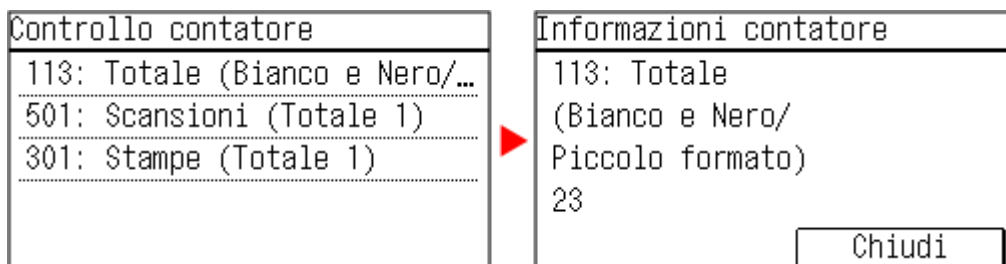 Controllo contatore
113: Totale (Bianco e Nero/…
501: Scansioni (Totale 1)
301: Stampe (Totale 1)
Informazioni contatore
113: Totale
(Bianco e Nero/
Piccolo formato)
23
Chiudi